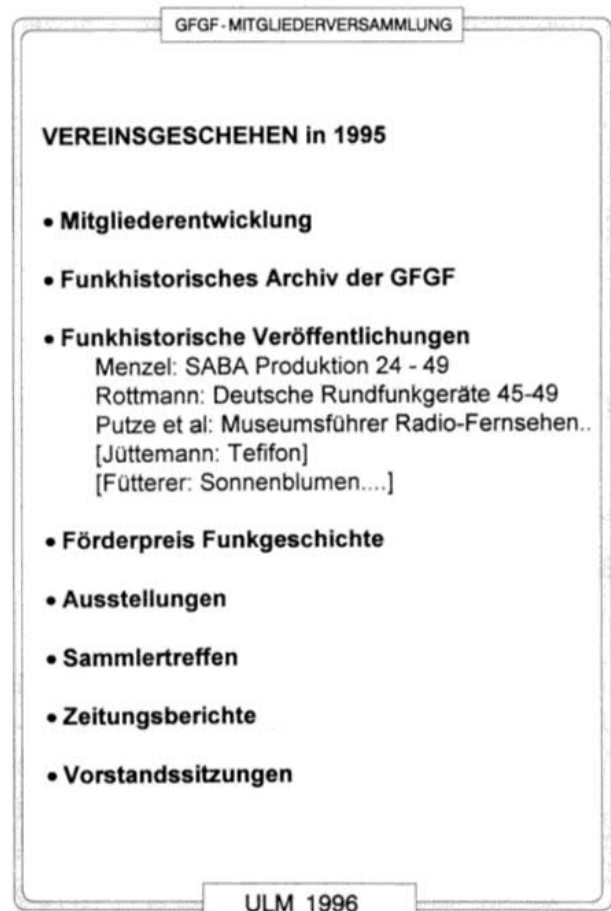 GFGF-MITGLIEDERVERSAMMLUNG
VEREINSGESCHEHEN in 1995
• Mitgliederentwicklung
• Funkhistorisches Archiv der GFGF
• Funkhistorische Veröffentlichungen
Menzel: SABA Produktion 24 - 49
Rottmann: Deutsche Rundfunkgeräte 45-49
Putze et al: Museumsführer Radio-Fernsehen..
[Jüttemann: Tefifon]
[Fütterer: Sonnenblumen....]
• Förderpreis Funkgeschichte
• Ausstellungen
• Sammlertreffen
• Zeitungsberichte
• Vorstandssitzungen
ULM 1996